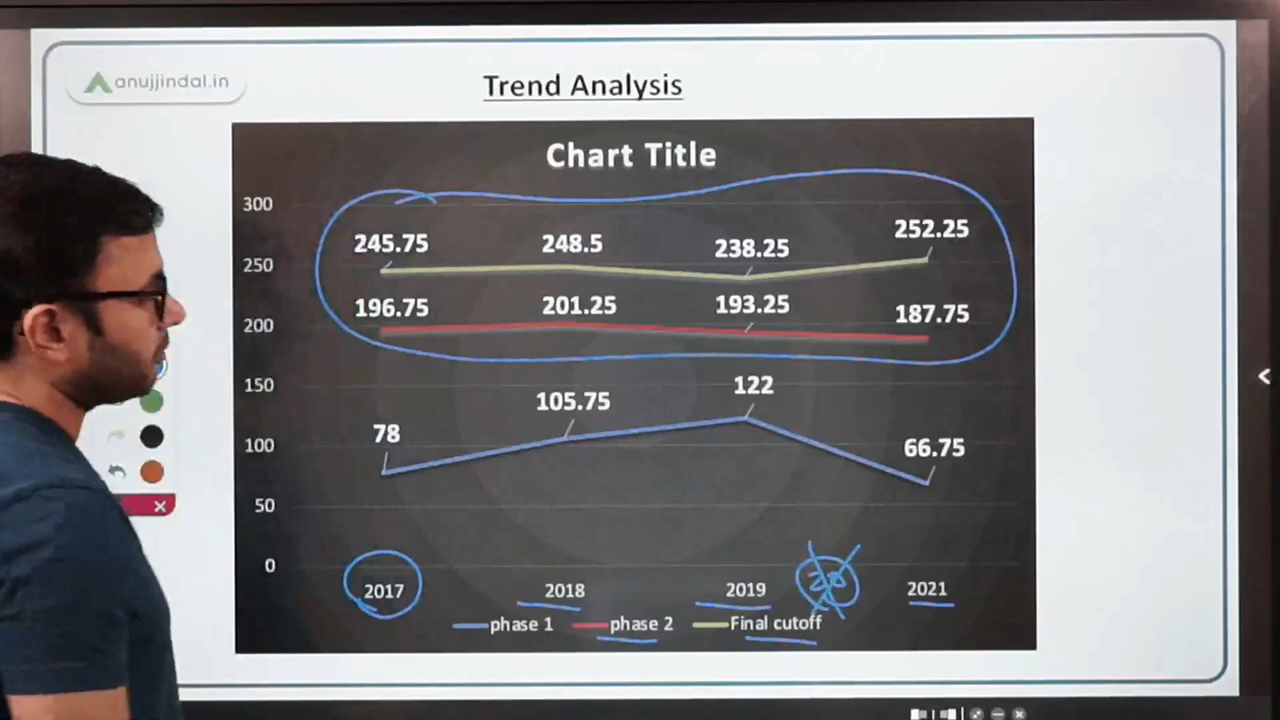 anujjindal.in
Trend Analysis
Chart Title
300
245.75 248.5 238.25 252.25
250
196.75 201.25 193.25 187.75
200
150
122
105.75
78
100
66.75
50
0
2017 2018 2019 20 2021
phase 1 phase 2 Final cutoff